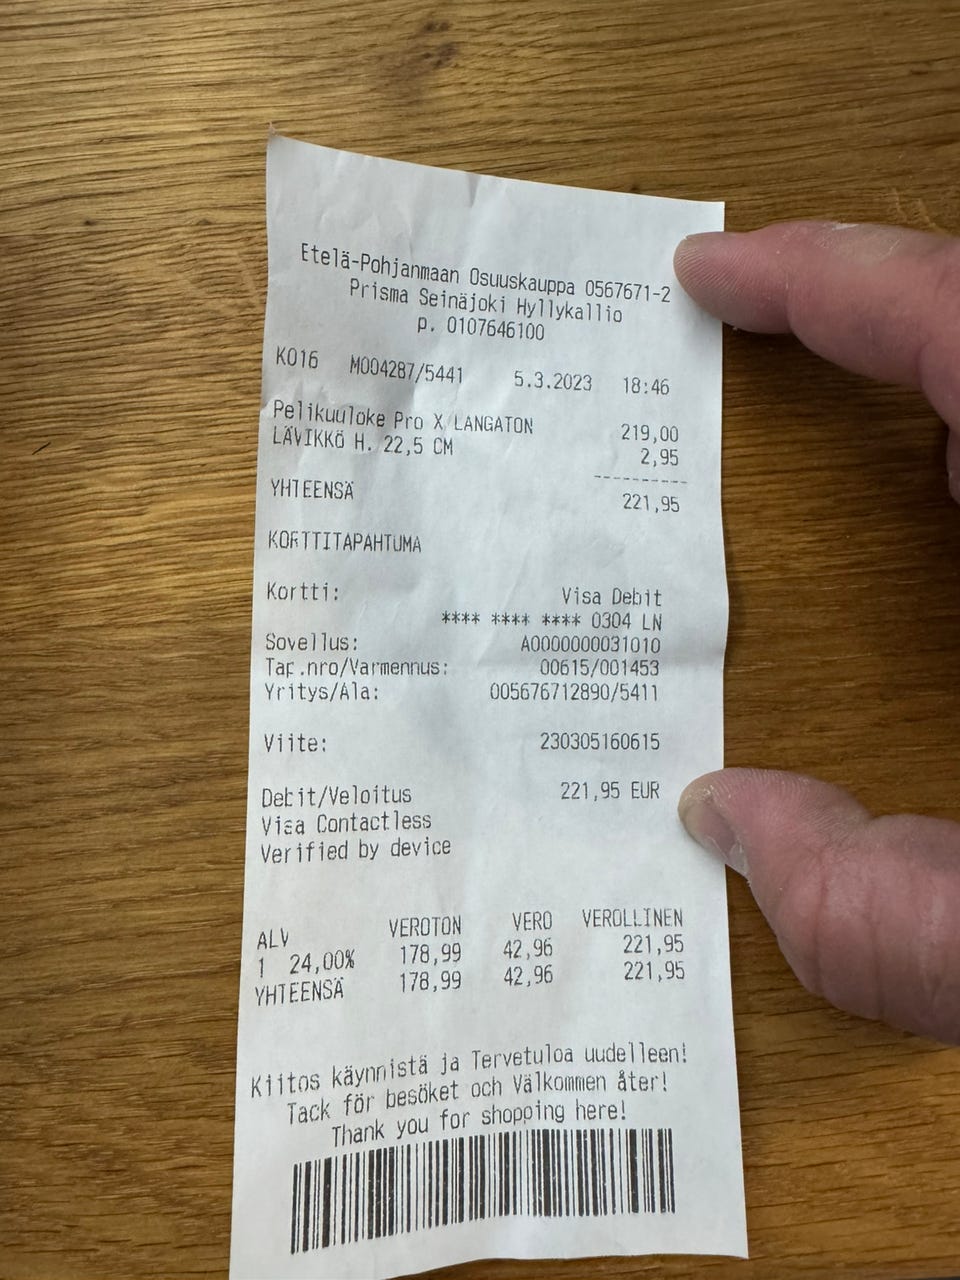 Etelä-Pohjanmaan Osuuskauppa 0567671-2
Prisma Seinäjoki Hyllykallio
p. 0107646100
K016 M004287/5441 5.3.2023 18:46
Pelikuuloke Pro X LANGATON 219,00
LÄVIKKÖ H. 22,5 CM 2,95
------------
YHTEENSÄ 221,95
KORTTITAPAHTUMA
Kortti: Visa Debit
**** **** **** 0304 LN
Sovellus: A0000000031010
Tap.nro/Varmennus: 00615/001453
Yritys/Ala: 005676712890/5411
Viite: 230305160615
Debit/Veloitus 221,95 EUR
Visa Contactless
Verified by device
ALV VEROTON VERO VEROLLINEN
1 24,00% 178,99 42,96 221,95
YHTEENSÄ 178,99 42,96 221,95
Kiitos käynnistä ja Tervetuloa uudelleen!
Tack för besöket och Välkommen åter!
Thank you for shopping here!